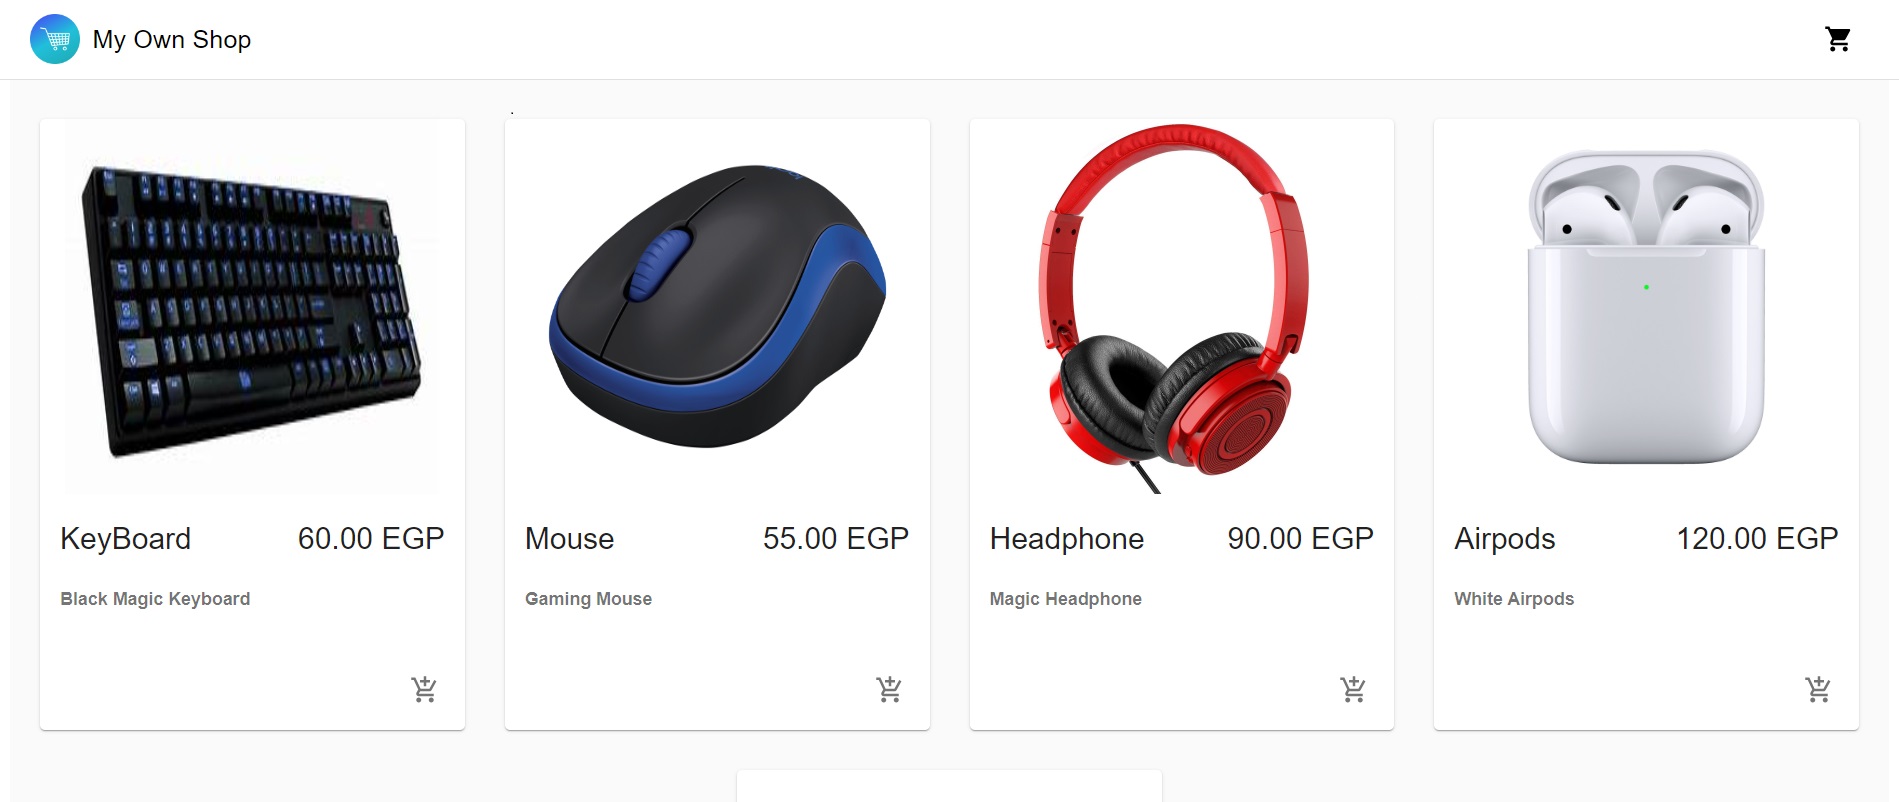 My Own Shop
KeyBoard 60.00 EGP
Black Magic Keyboard
Mouse 55.00 EGP
Gaming Mouse
Headphone 90.00 EGP
Magic Headphone
Airpods 120.00 EGP
White Airpods